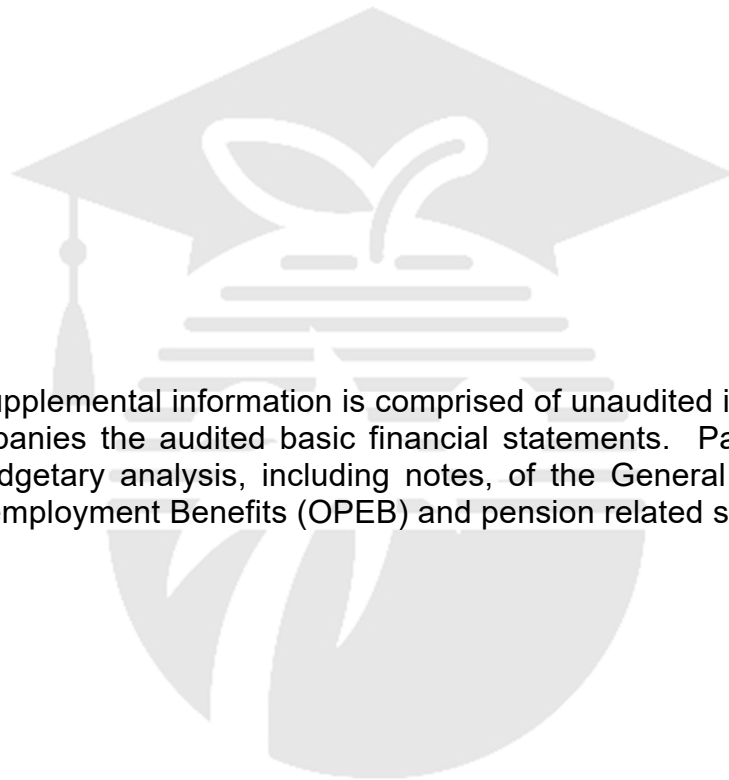 upplemental information is comprised of unaudited i
panies the audited basic financial statements. Pa
dgetary analysis, including notes, of the General
employment Benefits (OPEB) and pension related s